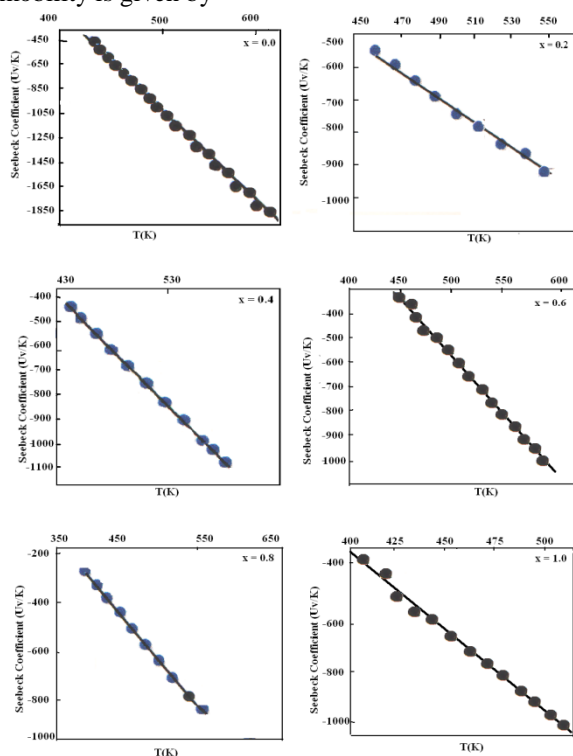 mobility is given by
400 500 600
x = 0.0
-450
-650
-850
-1050
-1250
-1450
-1650
-1850
Seebeck Coefficient (Uv/K)
T(K)
450 470 490 510 530 550
x = 0.2
-500
-600
-700
-800
-900
-1000
Seebeck Coefficient (Uv/K)
T(K)
430 530
x = 0.4
-400
-500
-600
-700
-800
-900
-1000
-1100
Seebeck Coefficient (Uv/K)
T(K)
400 450 500 550 600
x = 0.6
-400
-500
-600
-700
-800
-900
1000
Seebeck Coefficient (Uv/K)
T(K)
350 450 550 650
x = 0.8
-200
-400
-600
-800
-1000
Seebeck Coefficient (Uv/K)
T(K)
400 425 450 475 500
x = 1.0
-400
-600
-800
-1000
Seebeck Coefficient (Uv/K)
T(K)